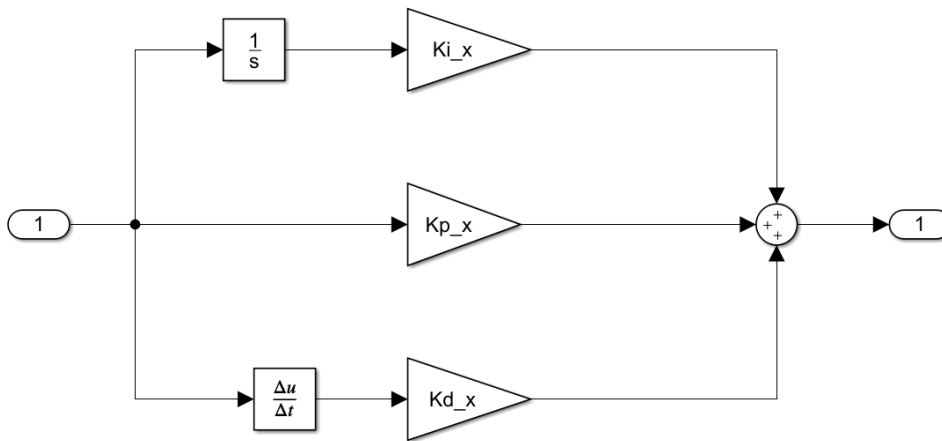 1
s
Ki_x
1
Kp_x
+
+
+
1
Δu
Δt
Kd_x